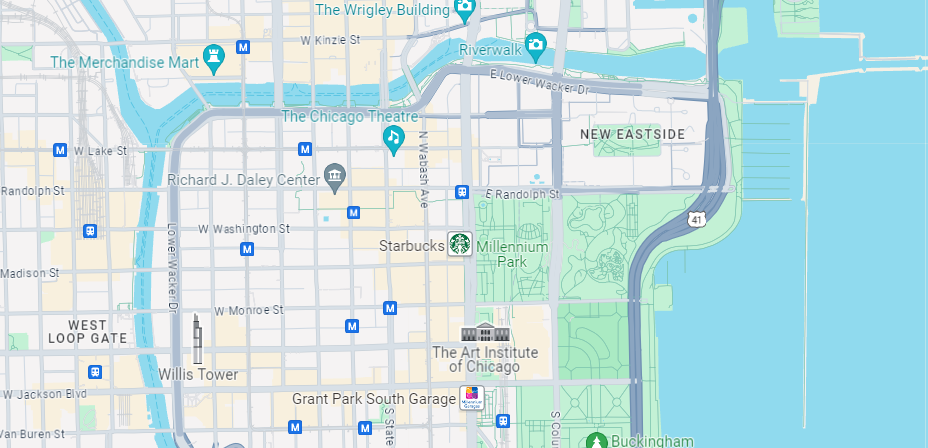 The Wrigley Building
W Kinzie St
Riverwalk
The Merchandise Mart
E Lower Wacker Dr
The Chicago Theatre
NEW EASTSIDE
N Wabash Ave
W Lake St
Richard J. Daley Center
Randolph St
E Randolph St
41
W Washington St
Starbucks
Millennium
Park
Lower Wacker Dr
Madison St
W Monroe St
WEST
LOOP GATE
The Art Institute
of Chicago
Willis Tower
W Jackson Blvd
Grant Park South Garage
S State
S Colu
Van Buren St
Buckingham
M
M
M
M
M
M
M
M
M